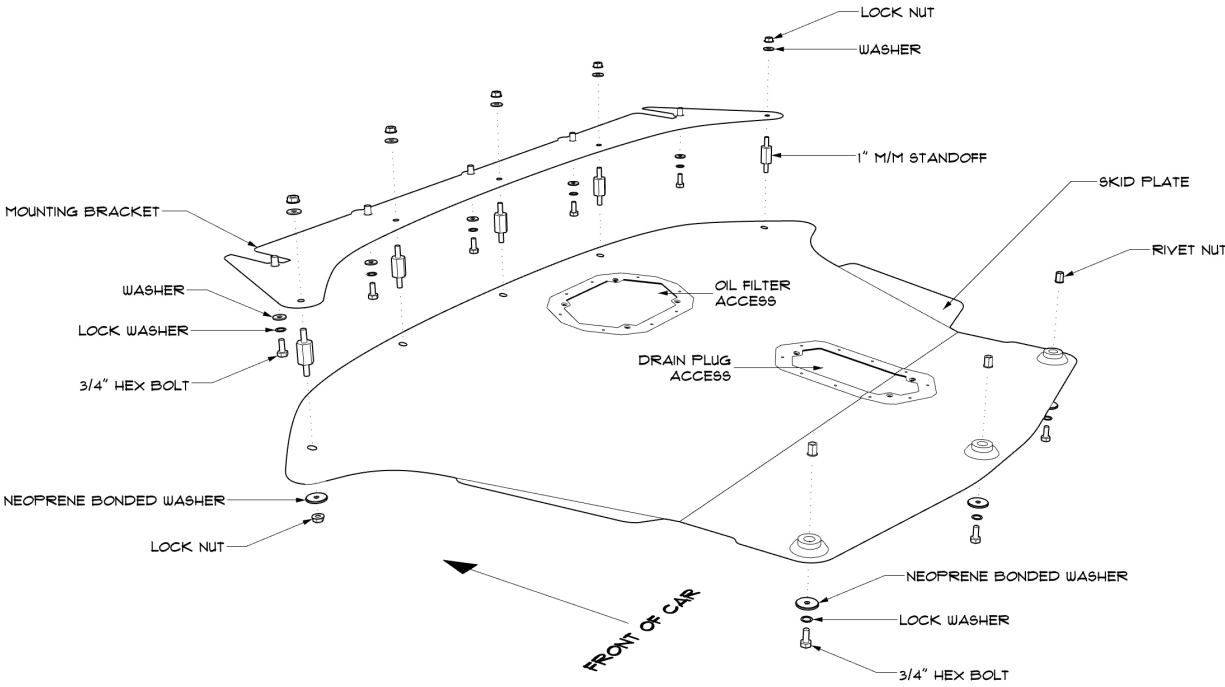 LOCK NUT
WASHER
1" M/M STANDOFF
SKID PLATE
MOUNTING BRACKET
RIVET NUT
OIL FILTER
ACCESS
WASHER
LOCK WASHER
DRAIN PLUG
ACCESS
3/4" HEX BOLT
NEOPRENE BONDED WASHER
LOCK NUT
FRONT OF CAR
NEOPRENE BONDED WASHER
LOCK WASHER
3/4" HEX BOLT